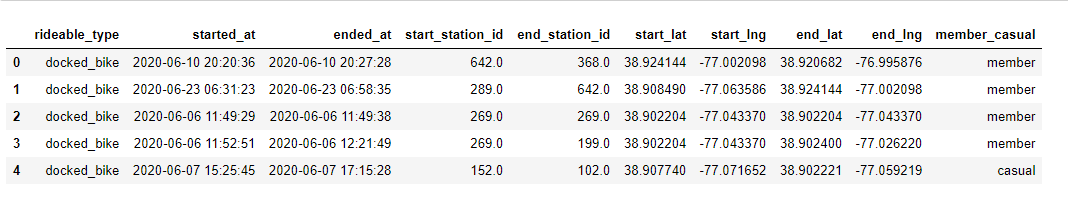 rideable_type started_at ended_at start_station_id end_station_id start_lat start_lng end_lat end_lng member_casual
0 docked_bike 2020-06-10 20:20:36 2020-06-10 20:27:28 642.0 368.0 38.924144 -77.002098 38.920682 -76.995876 member
1 docked_bike 2020-06-23 06:31:23 2020-06-23 06:58:35 289.0 642.0 38.908490 -77.063586 38.924144 -77.002098 member
2 docked_bike 2020-06-06 11:49:29 2020-06-06 11:49:38 269.0 269.0 38.902204 -77.043370 38.902204 -77.043370 member
3 docked_bike 2020-06-06 11:52:51 2020-06-06 12:21:49 269.0 199.0 38.902204 -77.043370 38.902400 -77.026220 member
4 docked_bike 2020-06-07 15:25:45 2020-06-07 17:15:28 152.0 102.0 38.907740 -77.071652 38.902221 -77.059219 casual